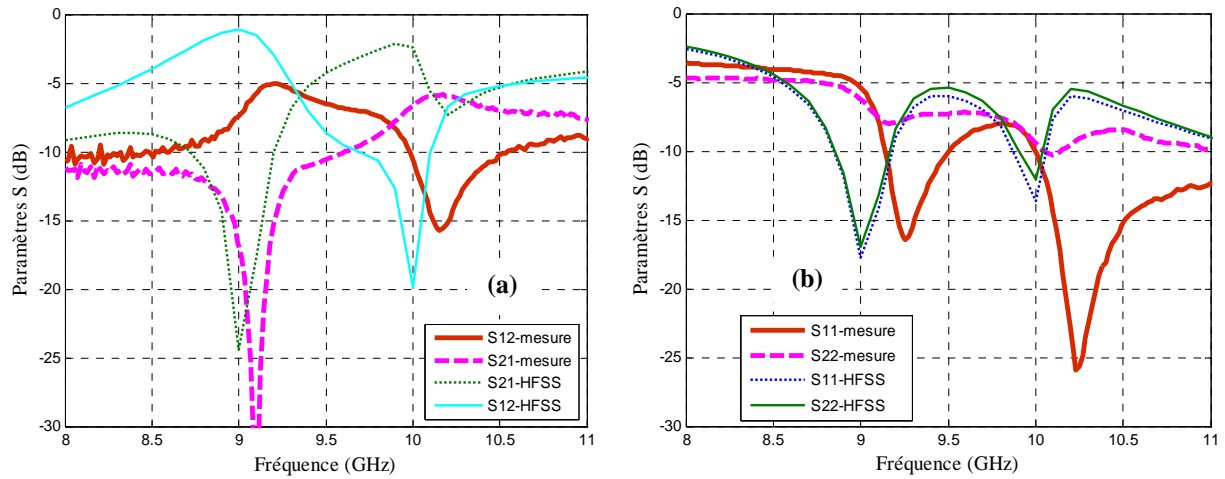 0
-5
-10
-15
-20
-25
-30
Paramètres S (dB)
8
8.5
9
9.5
10
10.5
11
Fréquence (GHz)
(a)
S12-mesure
S21-mesure
S21-HFSS
S12-HFSS
0
-5
-10
-15
-20
-25
-30
Paramètres S (dB)
8
8.5
9
9.5
10
10.5
11
Fréquence (GHz)
(b)
S11-mesure
S22-mesure
S11-HFSS
S22-HFSS